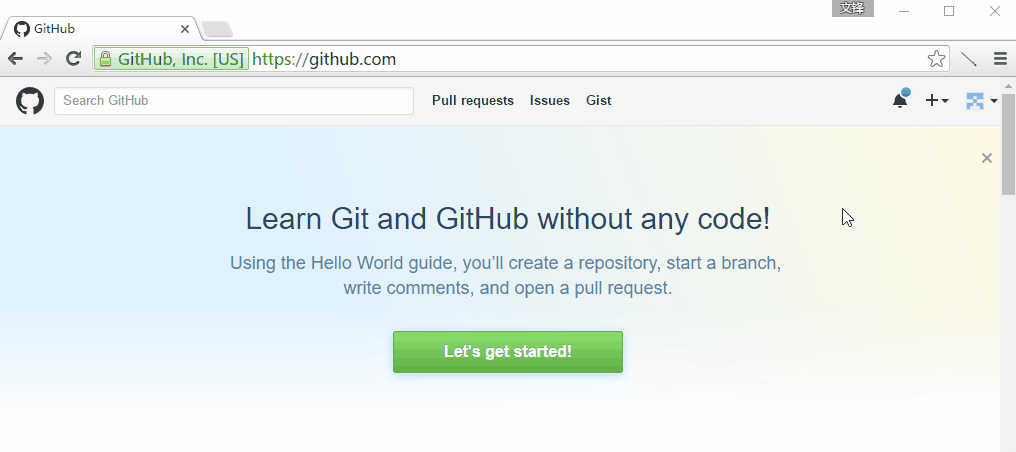 文锋
GitHub
GitHub, Inc. [US] https://github.com
Search GitHub Pull requests Issues Gist
Learn Git and GitHub without any code!
Using the Hello World guide, you’ll create a repository, start a branch,
write comments, and open a pull request.
Let's get started!